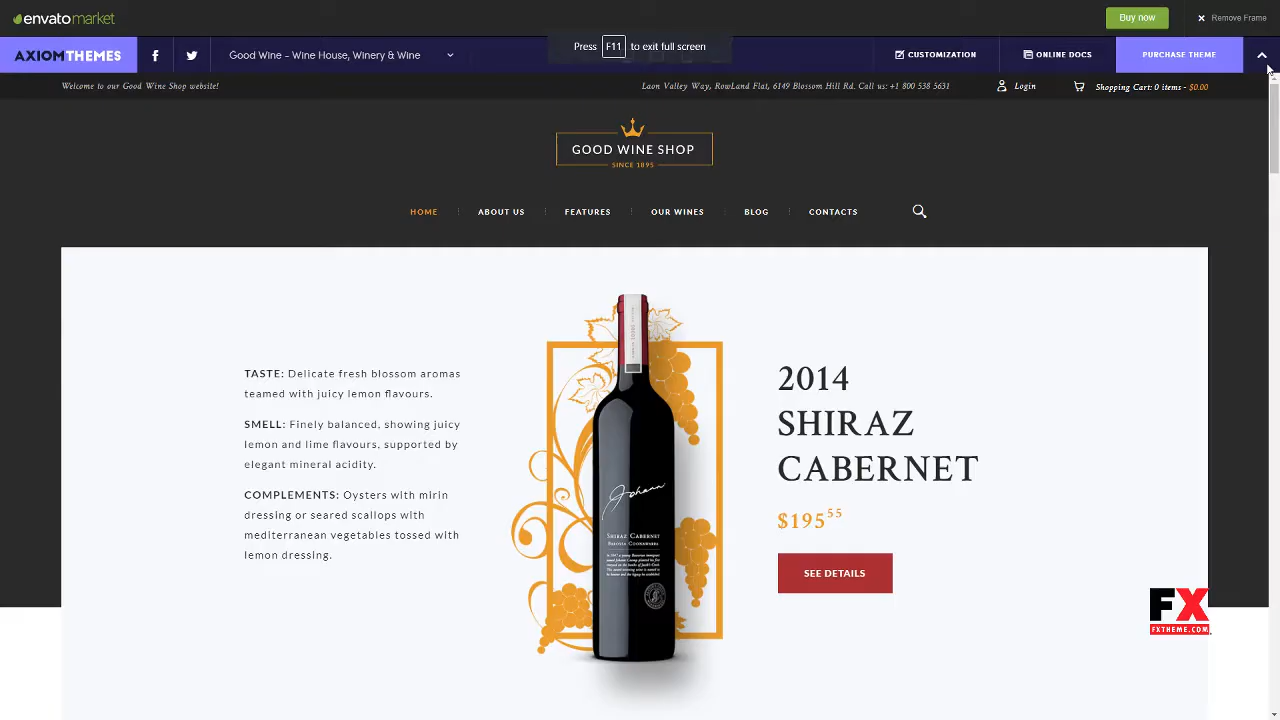 envato market
Buy now
Remove Frame
AXIOMTHEMES
Good Wine – Wine House, Winery & Wine
Press F11 to exit full screen
CUSTOMIZATION
ONLINE DOCS
PURCHASE THEME
Welcome to our Good Wine Shop website!
Laon Valley Way, RowLand Flat, 6149 Blossom Hill Rd. Call us: +1 800 538 5631
Login
Shopping Cart: 0 items - $0.00
GOOD WINE SHOP
SINCE 1895
HOME
ABOUT US
FEATURES
OUR WINES
BLOG
CONTACTS
TASTE: Delicate fresh blossom aromas
teamed with juicy lemon flavours.
SMELL: Finely balanced, showing juicy
lemon and lime flavours, supported by
elegant mineral acidity.
COMPLEMENTS: Oysters with mirin
dressing or seared scallops with
mediterranean tossed with
lemon dressing.
Johann
SHIRAZ CABERNET
2014
SHIRAZ
CABERNET
$195 55
SEE DETAILS
FX
FXTHEME.COM